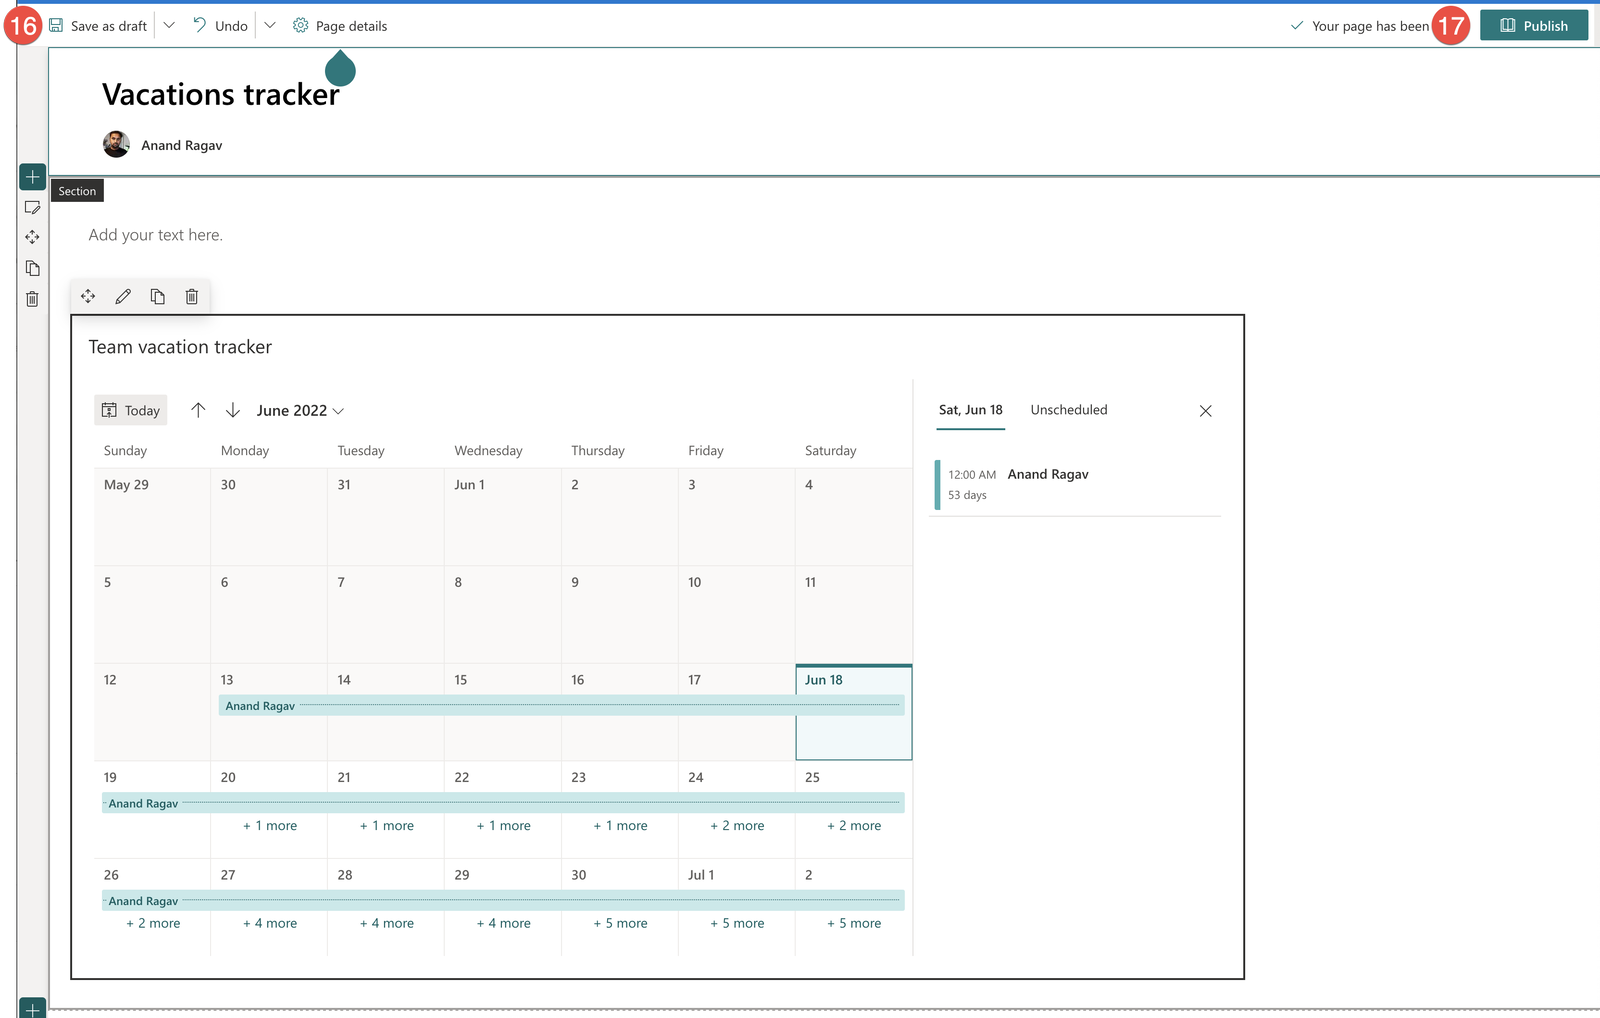 16 Save as draft Undo Page details Your page has been 17 Publish
Vacations tracker
Anand Ragav
Section
Add your text here.
Team vacation tracker
Today June 2022 Sat, Jun 18 Unscheduled
Sunday Monday Tuesday Wednesday Thursday Friday Saturday
12:00 AM Anand Ragav
53 days
May 29 30 31 Jun 1 2 3 4
5 6 7 8 9 10 11
12 13 14 15 16 17 Jun 18
Anand Ragav
19 20 21 22 23 24 25
Anand Ragav
+ 1 more + 1 more + 1 more + 1 more + 2 more + 2 more
26 27 28 29 30 Jul 1 2
Anand Ragav
+ 2 more + 4 more + 4 more + 4 more + 5 more + 5 more + 5 more